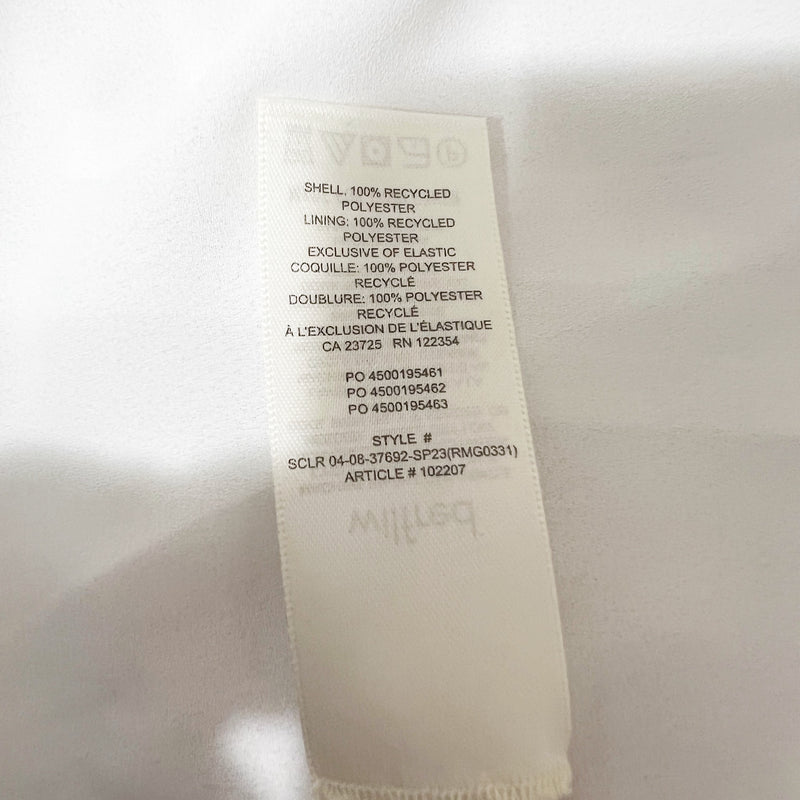 SHELL. 100% RECYCLED
POLYESTER
LINING: 100% RECYCLED
POLYESTER
EXCLUSIVE OF ELASTIC
COQUILLE: 100% POLYESTER
RECYCLÉ
DOUBLURE: 100% POLYESTER
RECYCLÉ
À L'EXCLUSION DE L'ÉLASTIQUE
CA 23725 RN 122354
PO 4500195461
PO 4500195462
PO 4500195463
STYLE #
SCLR 04-08-37692-SP23(RMG0331)
ARTICLE # 102207
wilfred